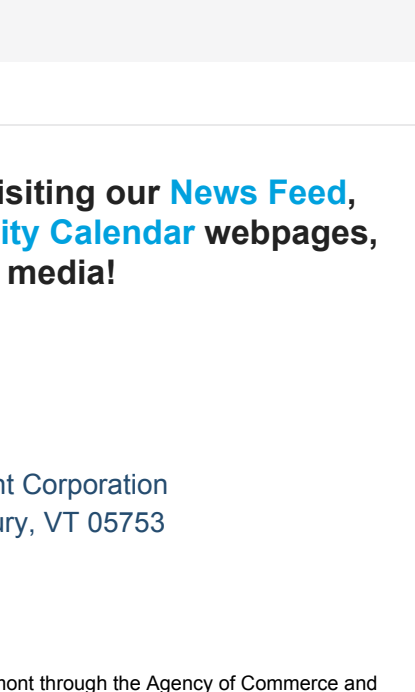 isiting our News Feed,
ity Calendar webpages,
media!
nt Corporation
ury, VT 05753
mont through the Agency of Commerce and